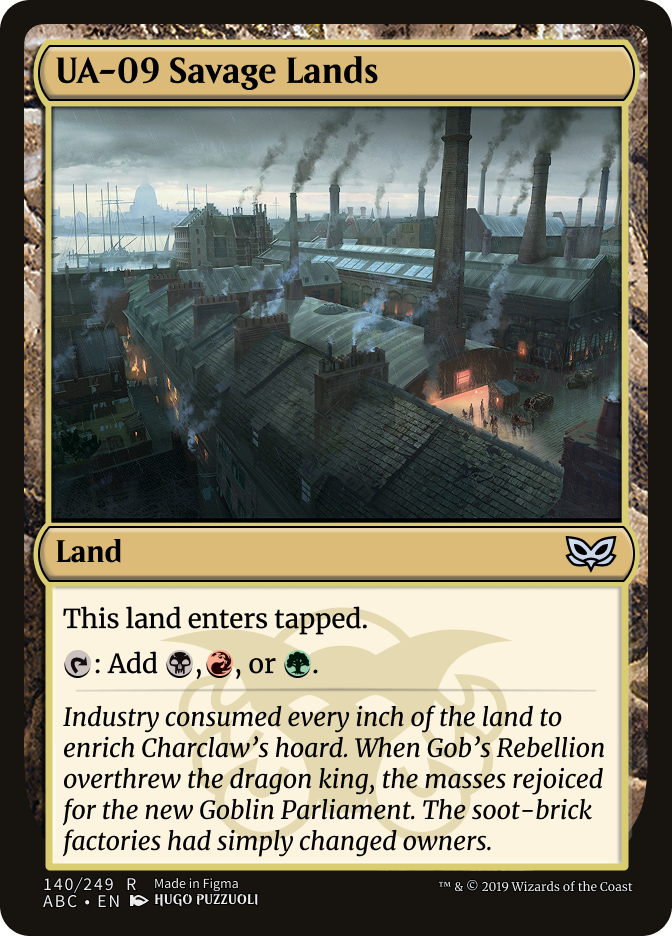 UA-09 Savage Lands
Land
This land enters tapped.
: Add , , or .
Industry consumed every inch of the land to
enrich Charclaw's hoard. When Gob's Rebellion
overthrew the dragon king, the masses rejoiced
for the new Goblin Parliament. The soot-brick
factories had simply changed owners.
140/249 R Made in Figma ™ & © 2019 Wizards of the Coast
ABC • EN HUGO PUZZUOLI